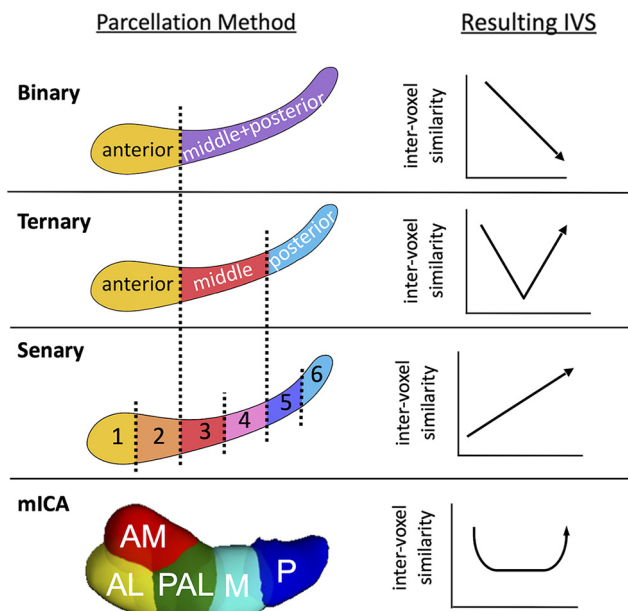 Parcellation Method
Resulting IVS
Binary
anterior
middle+posterior
inter-voxel
similarity
Ternary
anterior
middle
posterior
inter-voxel
similarity
Senary
1 2 3 4 5 6
inter-voxel
similarity
mICA
AM
AL PAL M P
inter-voxel
similarity